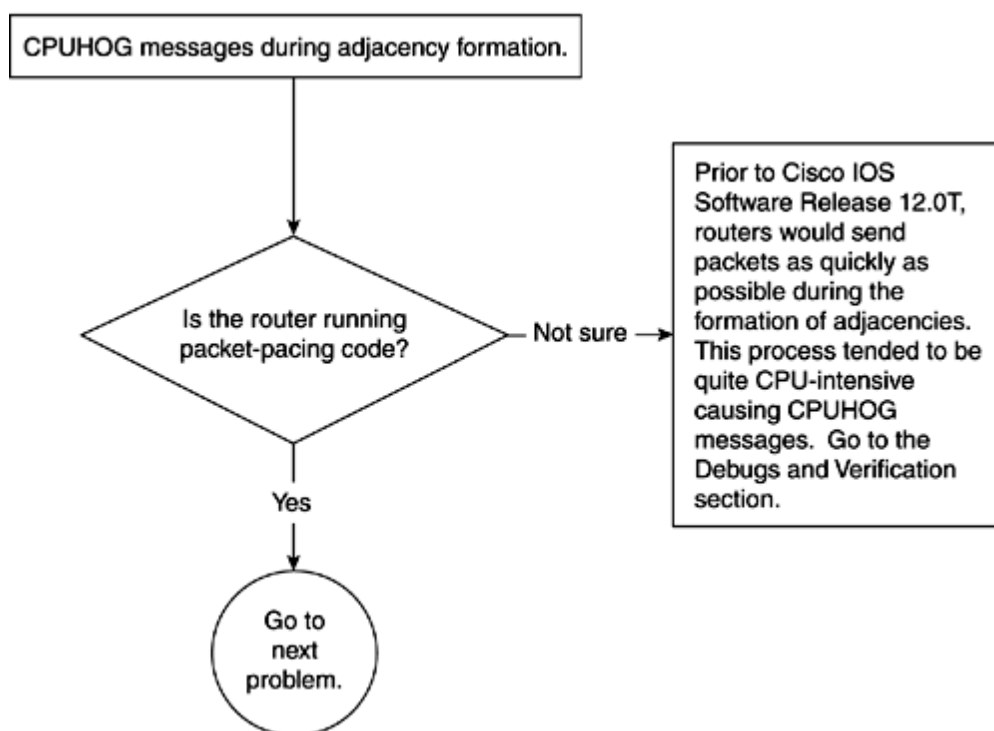 CPUHOG messages during adjacency formation.
Is the router running
packet-pacing code?
Not sure
Prior to Cisco IOS
Software Release 12.0T,
routers would send
packets as quickly as
possible during the
formation of adjacencies.
This process tended to be
quite CPU-intensive
causing CPUHOG
messages.  Go to the
Debugs and Verification
section.
Yes
Go to
next
problem.